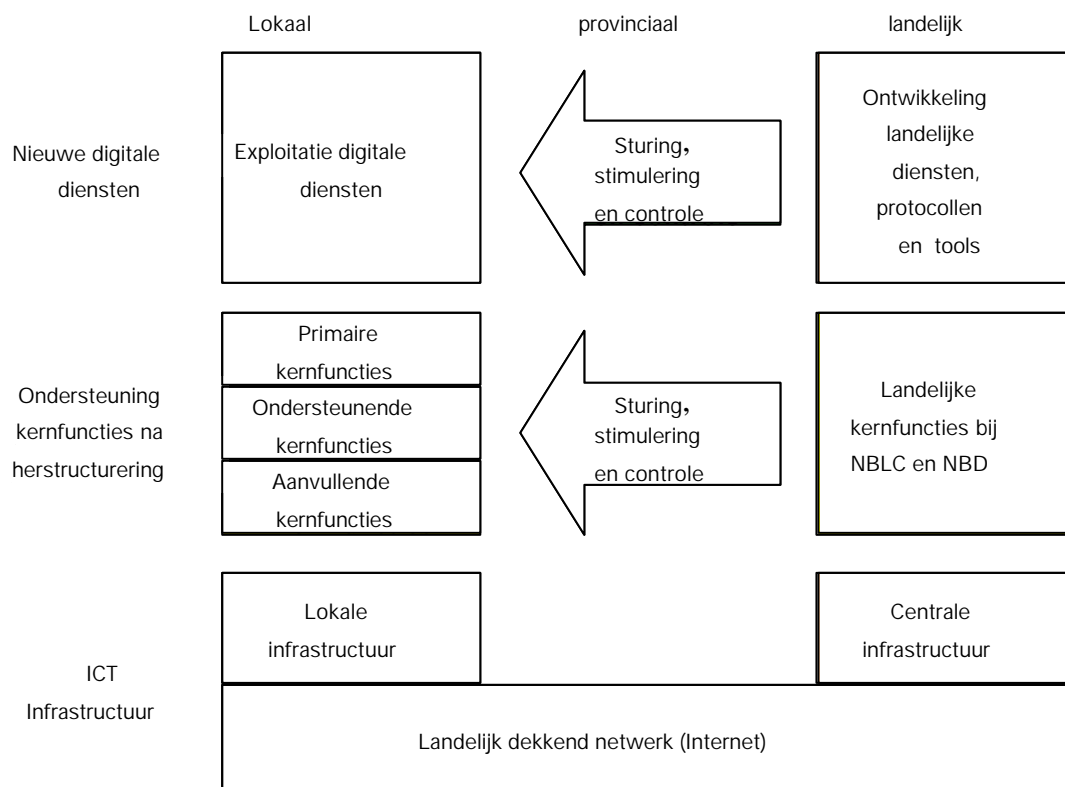 Lokaal
provinciaal
landelijk
Nieuwe digitale
diensten
Exploitatie digitale
diensten
Sturing,
stimulering
en controle
Ontwikkeling
landelijke
diensten,
protocollen
en tools
Ondersteuning
kernfuncties na
herstructurering
Primaire
kernfuncties
Ondersteunende
kernfuncties
Aanvullende
kernfuncties
Sturing,
stimulering
en controle
Landelijke
kernfuncties bij
NBLC en NBD
ICT
Infrastructuur
Lokale
infrastructuur
Centrale
infrastructuur
Landelijk dekkend netwerk (Internet)